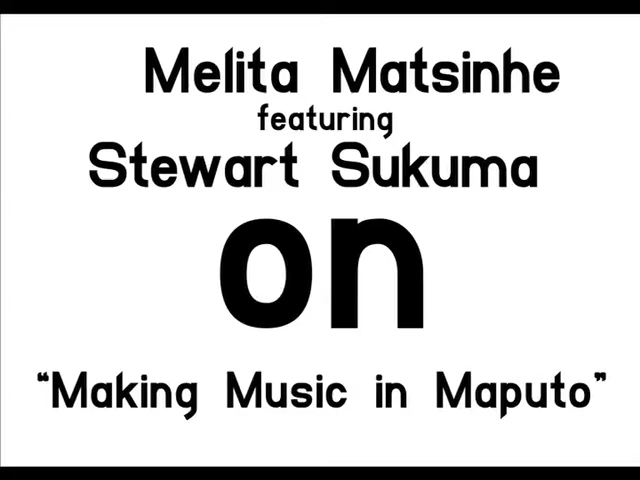 Melita Matsinhe
featuring
Stewart Sukuma
on
“Making Music in Maputo”